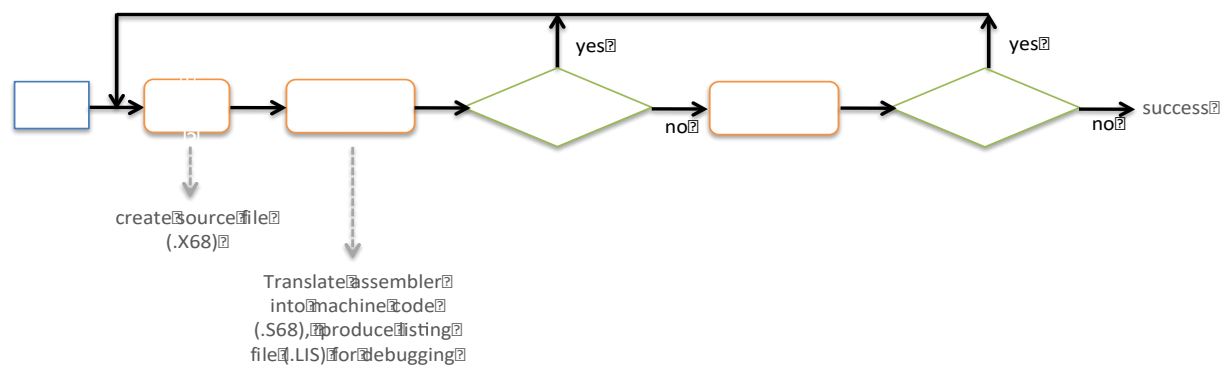 yes
yes
no
no
success
create source file
(.X68)
Translate assembler
into machine code
(.S68), produce listing
file (.LIS) for debugging